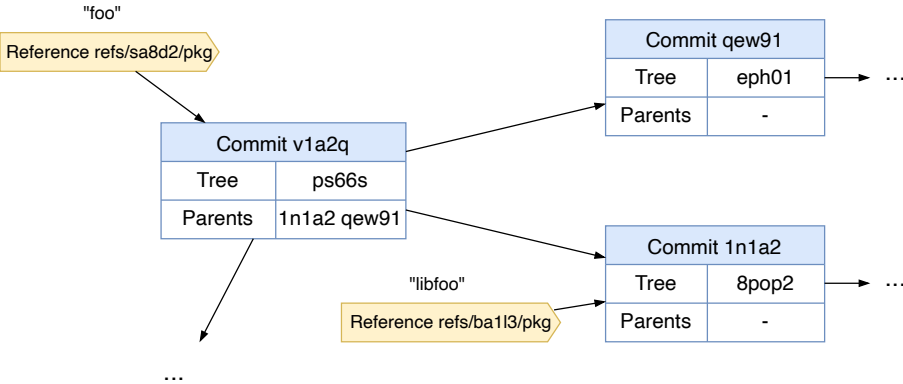 "foo"
Reference refs/sa8d2/pkg
Commit v1a2q
Tree ps66s
Parents 1n1a2 qew91
...
Commit qew91
Tree eph01
...
Parents -
"libfoo"
Reference refs/ba1l3/pkg
Commit 1n1a2
Tree 8pop2
...
Parents -